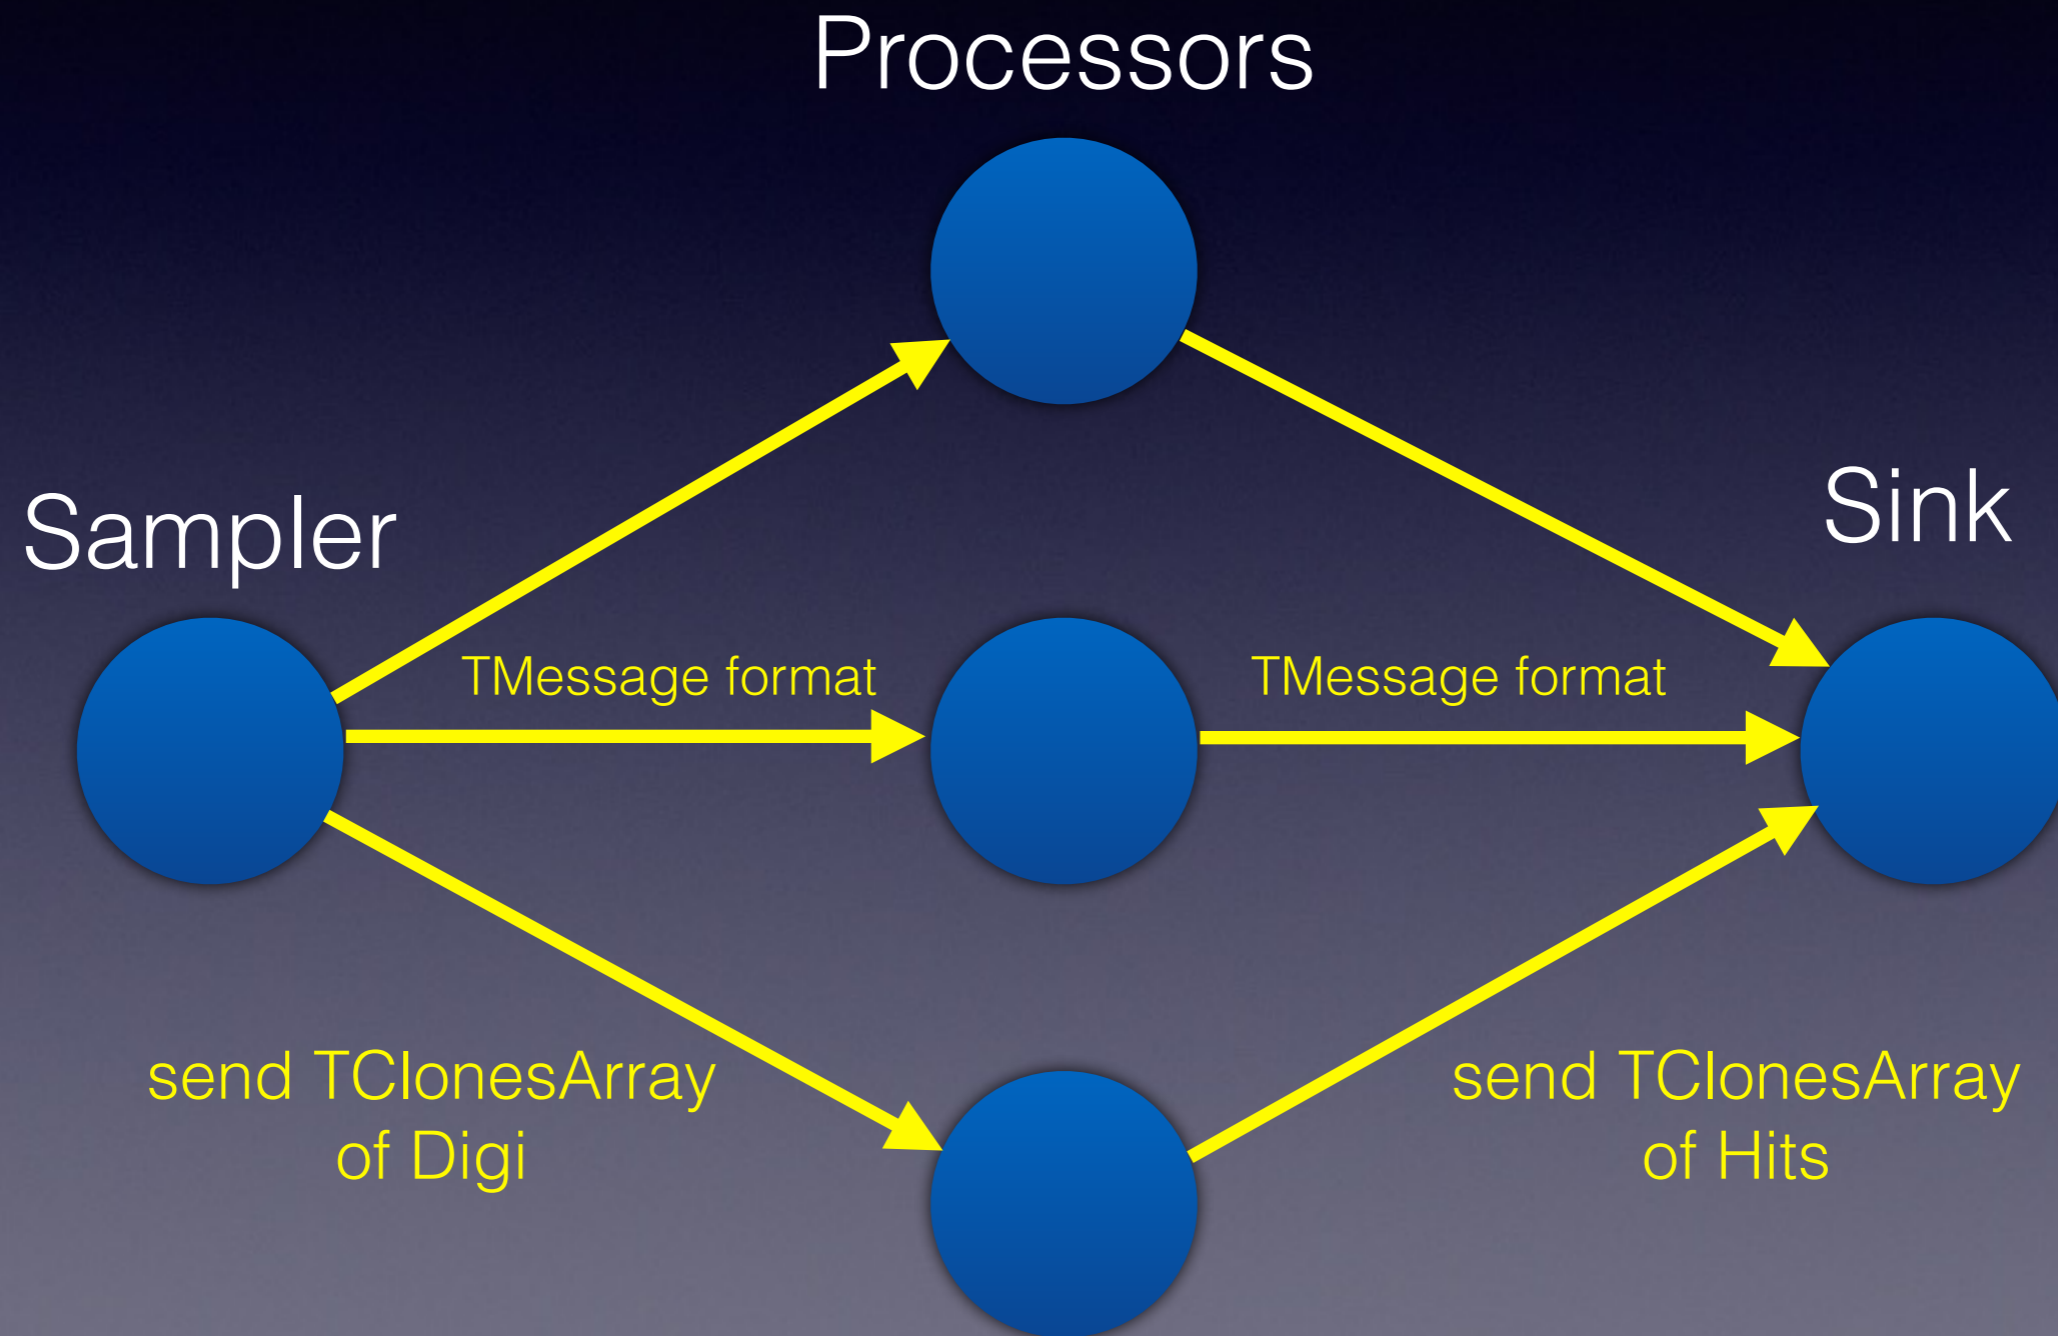 Processors
Sampler
Sink
TMessage format
TMessage format
send TClonesArray
of Digi
send TClonesArray
of Hits